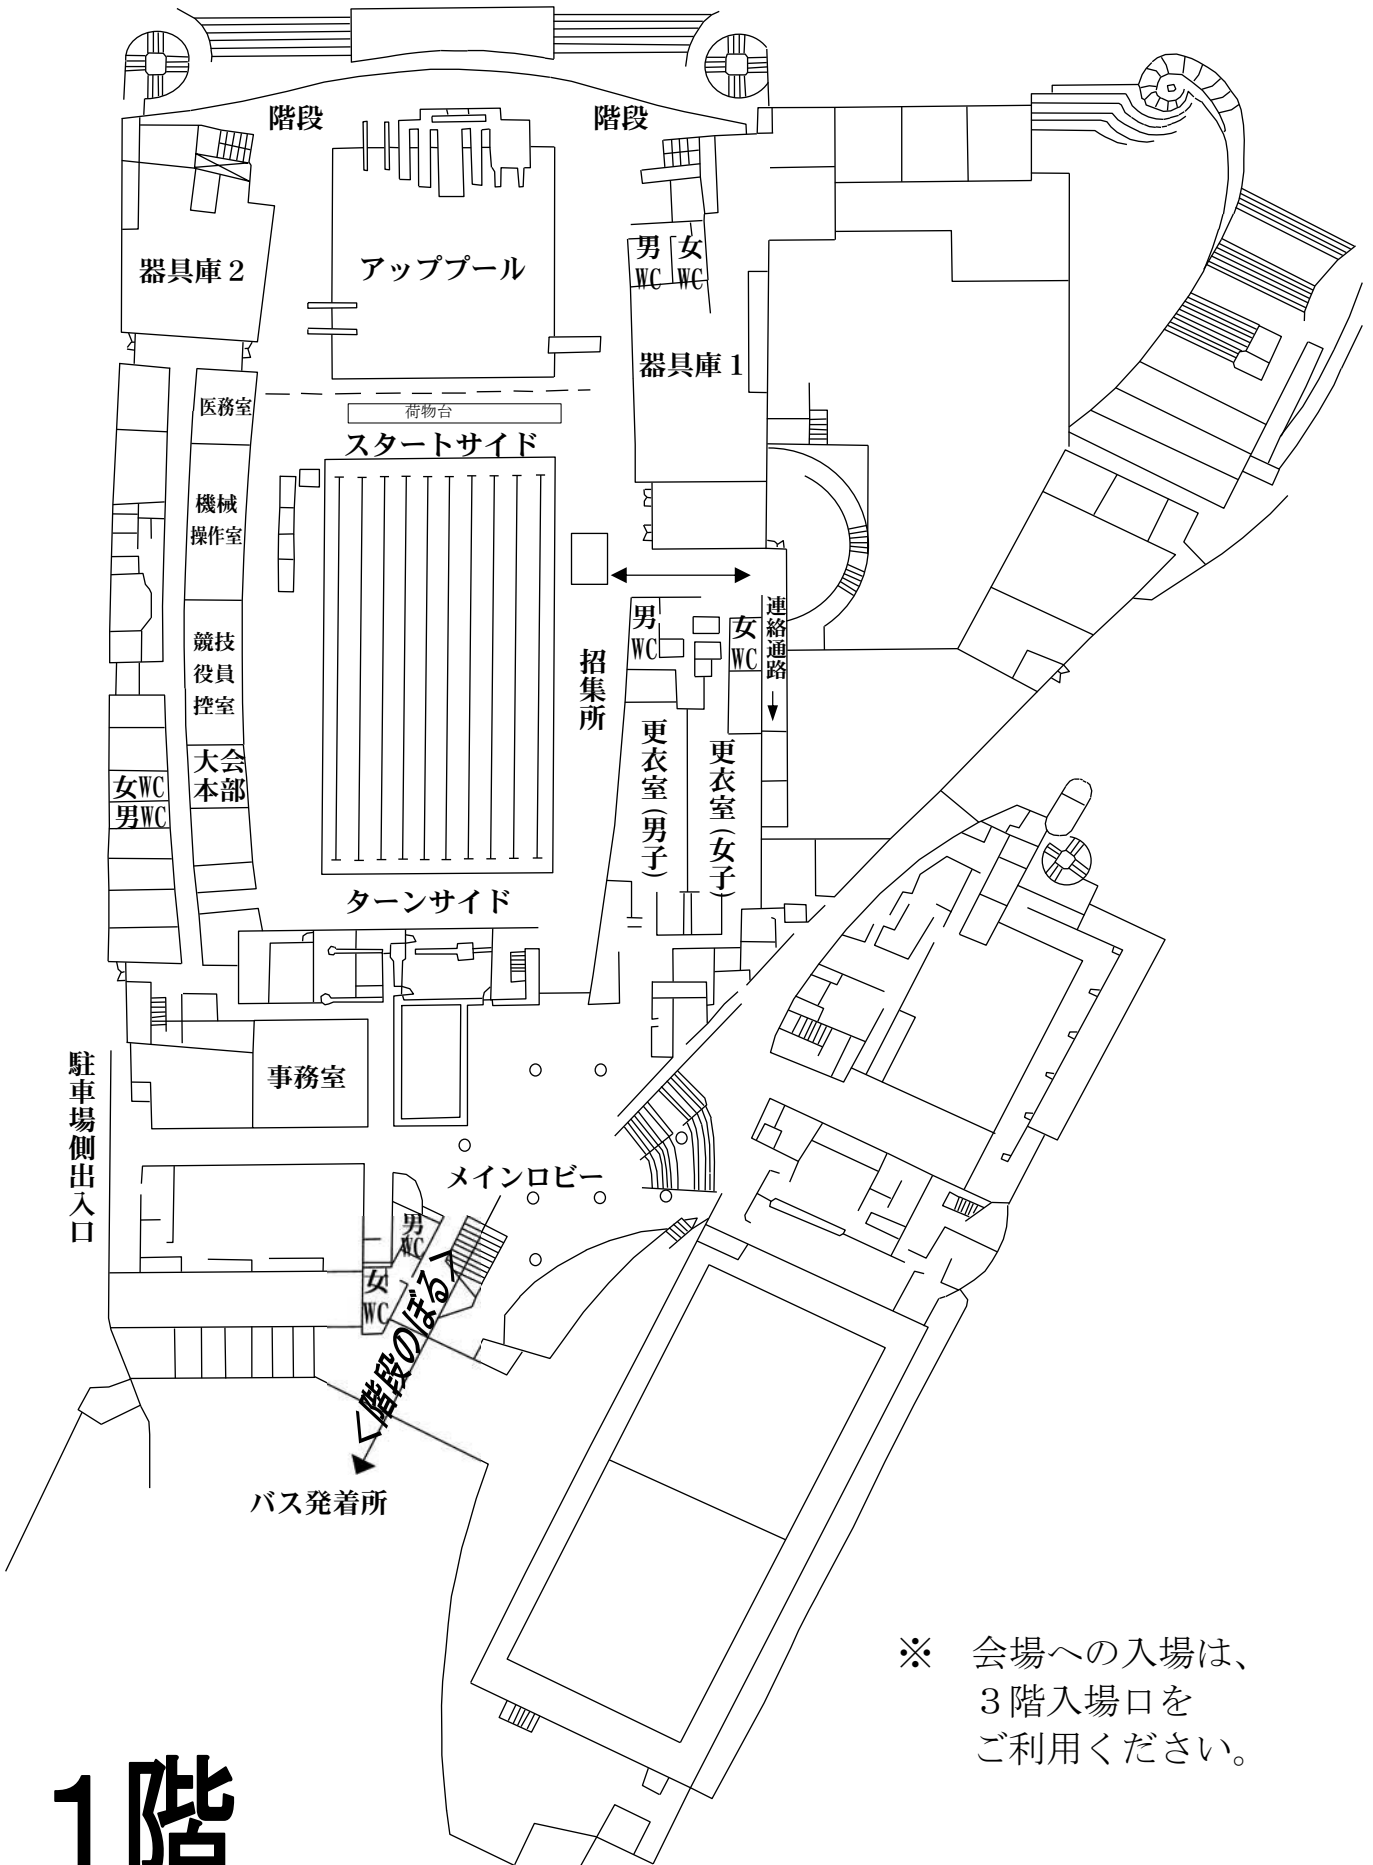 階段
階段
器具庫２
アッププール
男
WC
女
WC
器具庫１
医務室
荷物台
スタートサイド
機械
操作室
競技
役員
控室
大会
本部
女WC
男WC
招集所
男
WC
女
WC
連絡通路
更衣室(男子)
更衣室(女子)
ターンサイド
事務室
駐車場側出入口
メインロビー
男
WC
女
WC
<階段のぼる>
バス発着所
※　会場への入場は、
３階入場口を
ご利用ください。
1階